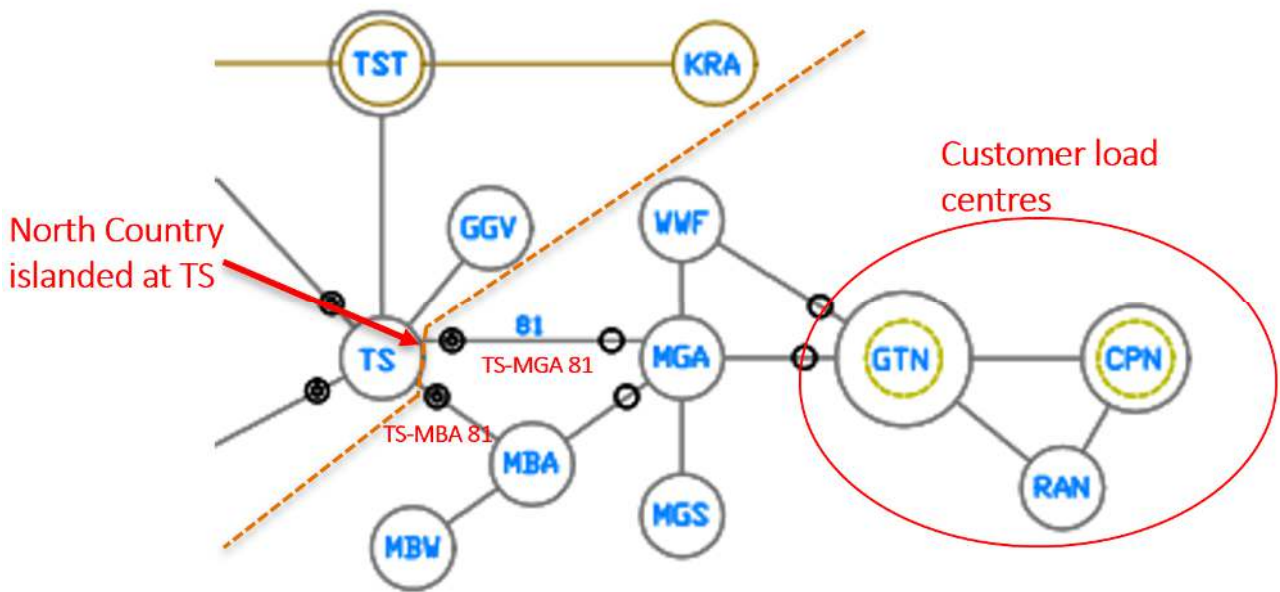 TST
KRA
Customer load
centres
GGV
WWF
North Country
islanded at TS
81
TS-MGA 81
TS
MGA
GTN
CPN
TS-MBA 81
MBA
RAN
MGS
MBW